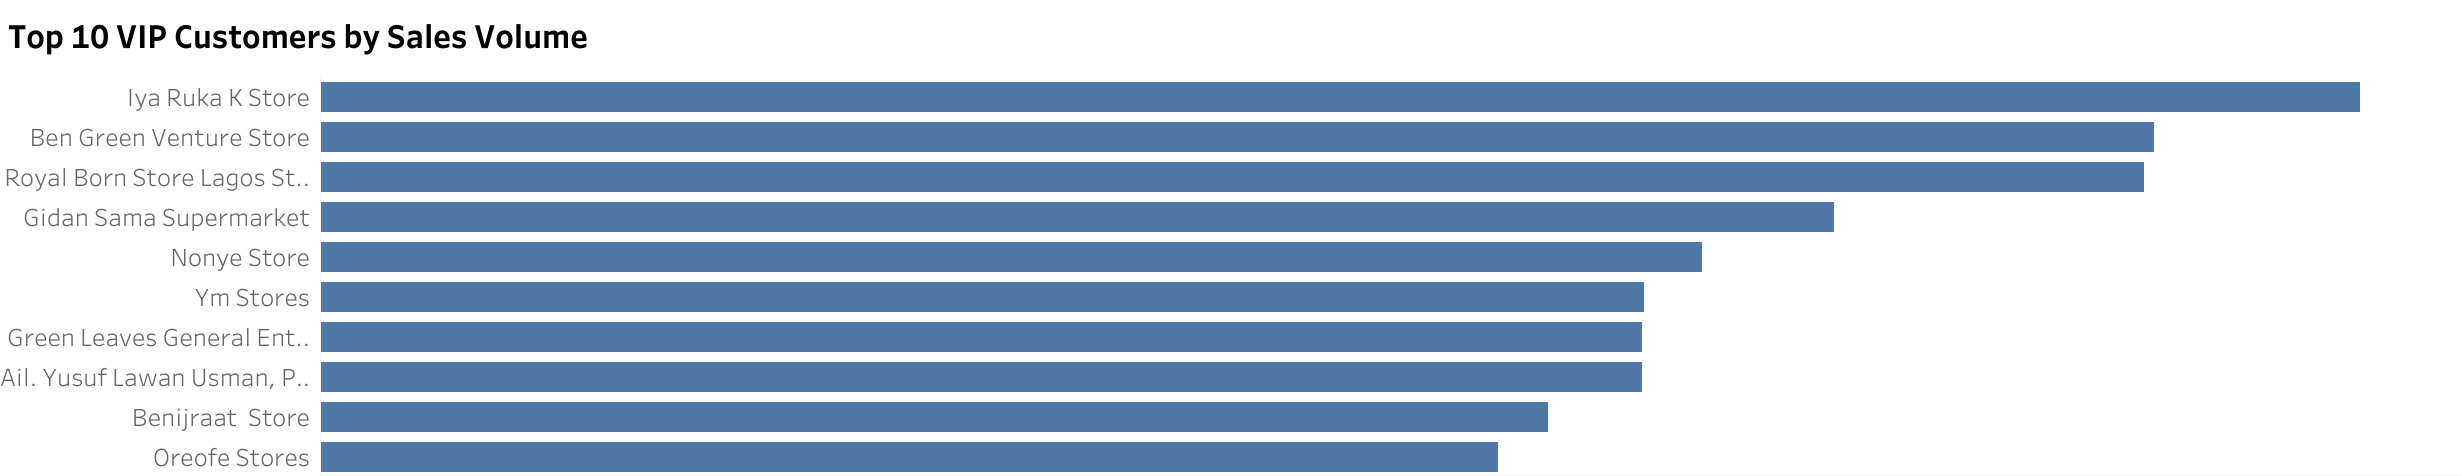 Top 10 VIP Customers by Sales Volume
Iya Ruka K Store
Ben Green Venture Store
Royal Born Store Lagos St..
Gidan Sama Supermarket
Nonye Store
Ym Stores
Green Leaves General Ent..
Ail. Yusuf Lawan Usman, P..
Benijraat  Store
Oreofe Stores